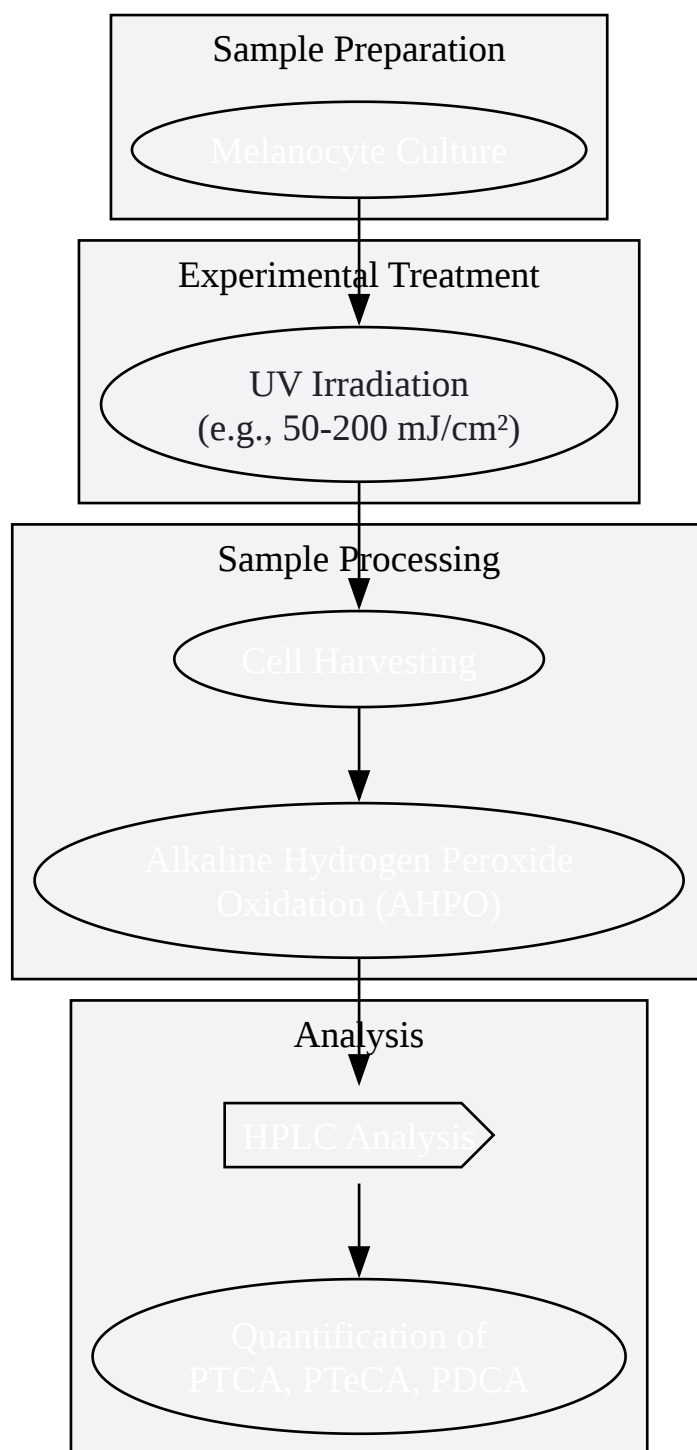 Sample Preparation
Melanocyte Culture
Experimental Treatment
UV Irradiation
(e.g., 50-200 mJ/cm²)
Sample Processing
Cell Harvesting
Alkaline Hydrogen Peroxide
Oxidation (AHPO)
Analysis
HPLC Analysis
Quantification of
PTCA, PTeCA, PDCA